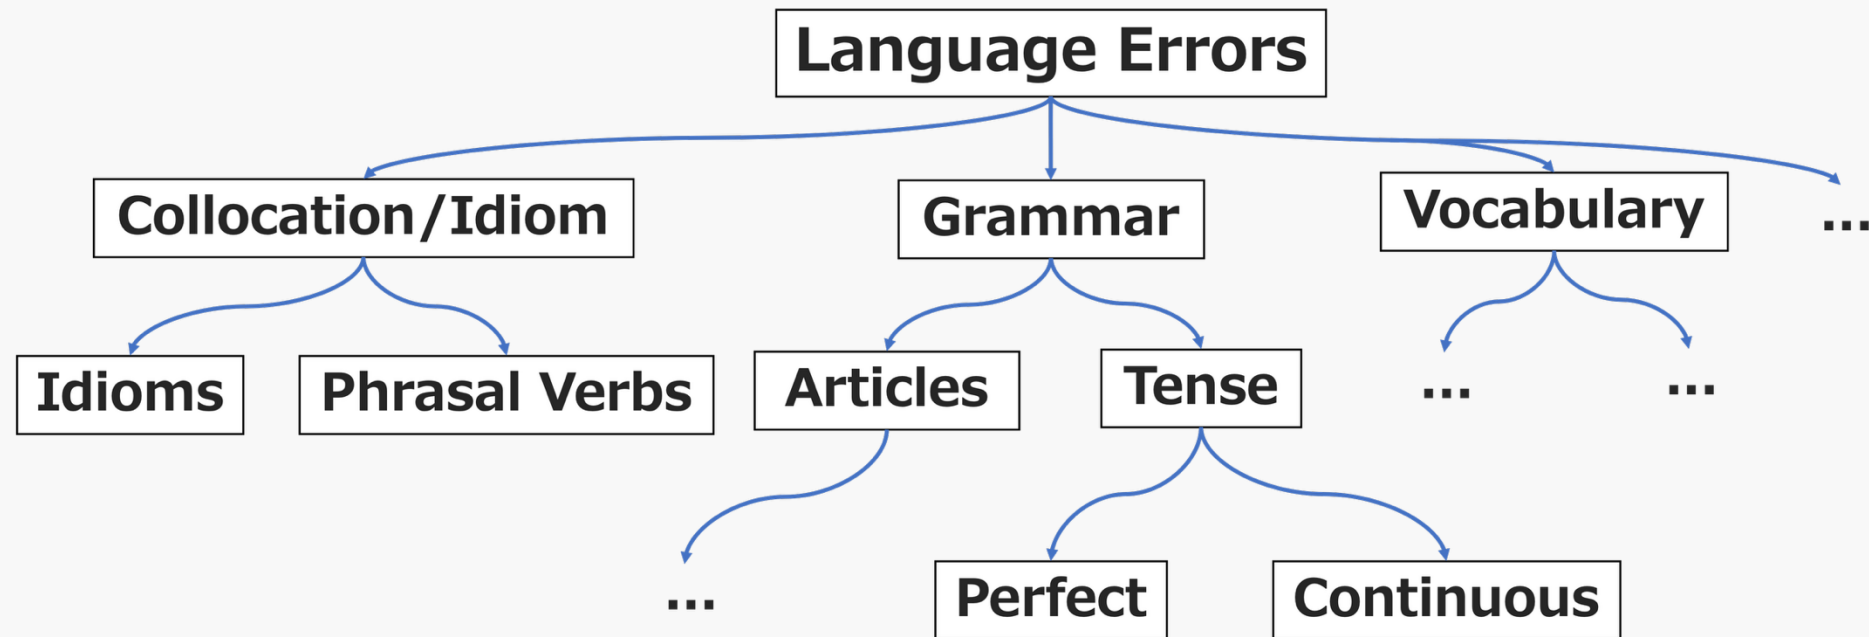 Language Errors
Collocation/Idiom
Grammar
Vocabulary
...
Idioms
Phrasal Verbs
Articles
Tense
...
...
...
Perfect
Continuous